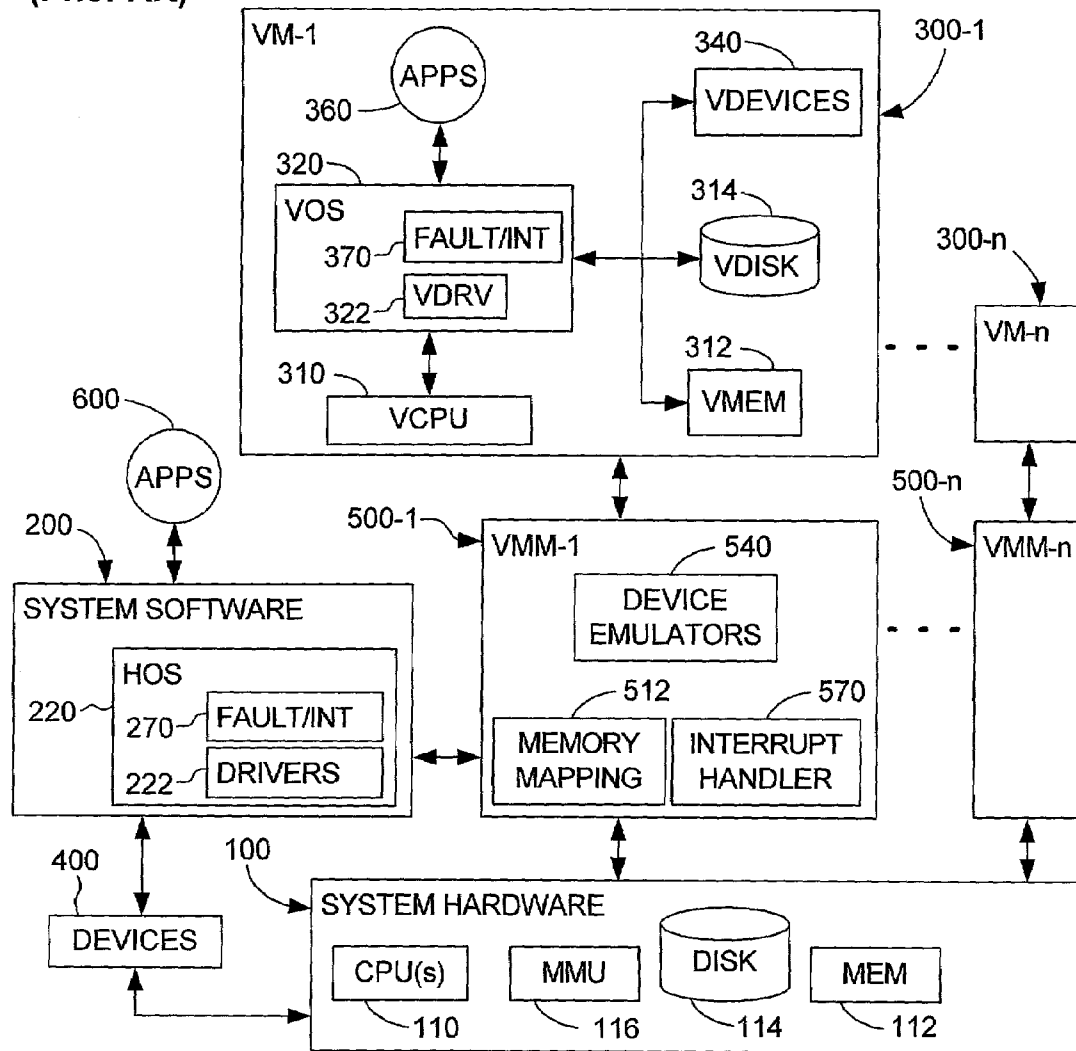 (Prior Art)
VM-1
APPS
360
340
VDEVICES
300-1
320
VOS
FAULT/INT
370
VDRV
322
314
VDISK
300-n
VM-n
310
VCPU
312
VMEM
600
APPS
200
500-1
VMM-1
540
DEVICE
EMULATORS
500-n
VMM-n
SYSTEM SOFTWARE
HOS
220
270
FAULT/INT
222
DRIVERS
512
MEMORY
MAPPING
570
INTERRUPT
HANDLER
400
DEVICES
100
SYSTEM HARDWARE
CPU(s)
110
MMU
116
DISK
114
MEM
112